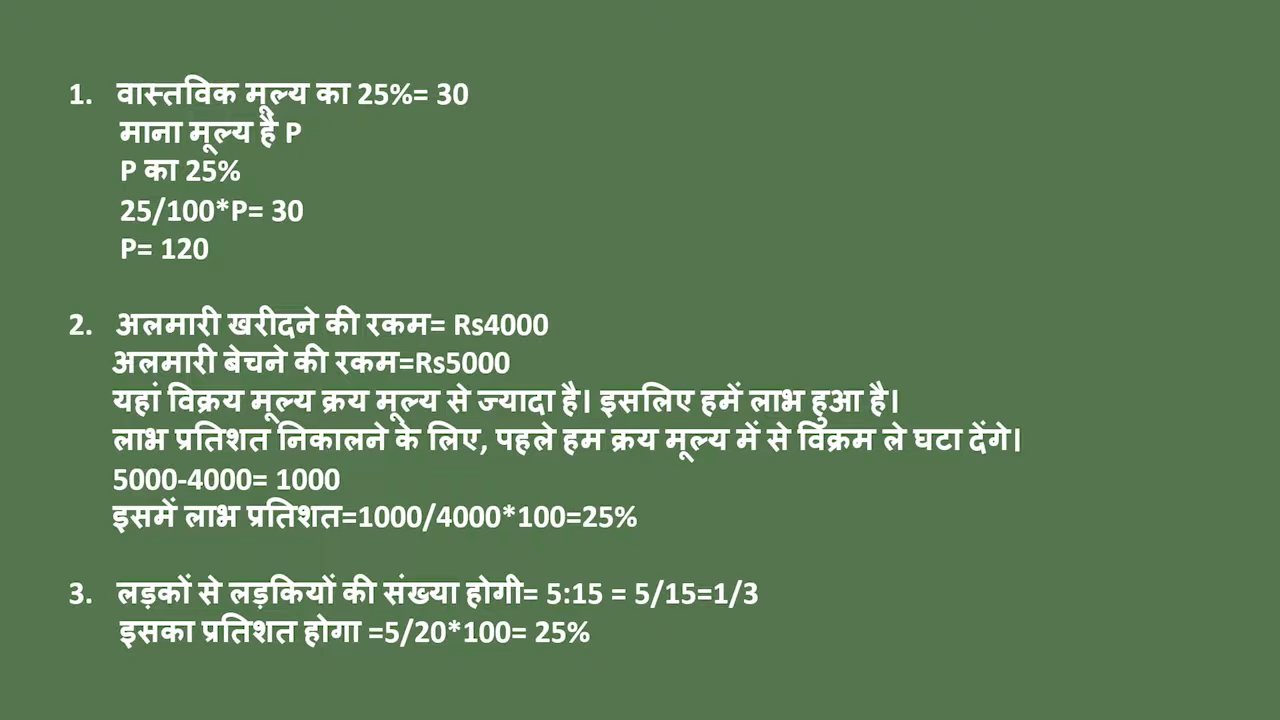 1. वास्तविक मूल्य का 25%= 30
माना मूल्य है P
P का 25%
25/100*P= 30
P= 120
2. अलमारी खरीदने की रकम= Rs4000
अलमारी बेचने की रकम=Rs5000
यहां विक्रय मूल्य क्रय मूल्य से ज्यादा है। इसलिए हमें लाभ हुआ है।
लाभ प्रतिशत निकालने के लिए, पहले हम क्रय मूल्य में से विक्रम ले घटा देंगे।
5000-4000= 1000
इसमें लाभ प्रतिशत=1000/4000*100=25%
3. लड़कों से लड़कियों की संख्या होगी= 5:15 = 5/15=1/3
इसका प्रतिशत होगा =5/20*100= 25%